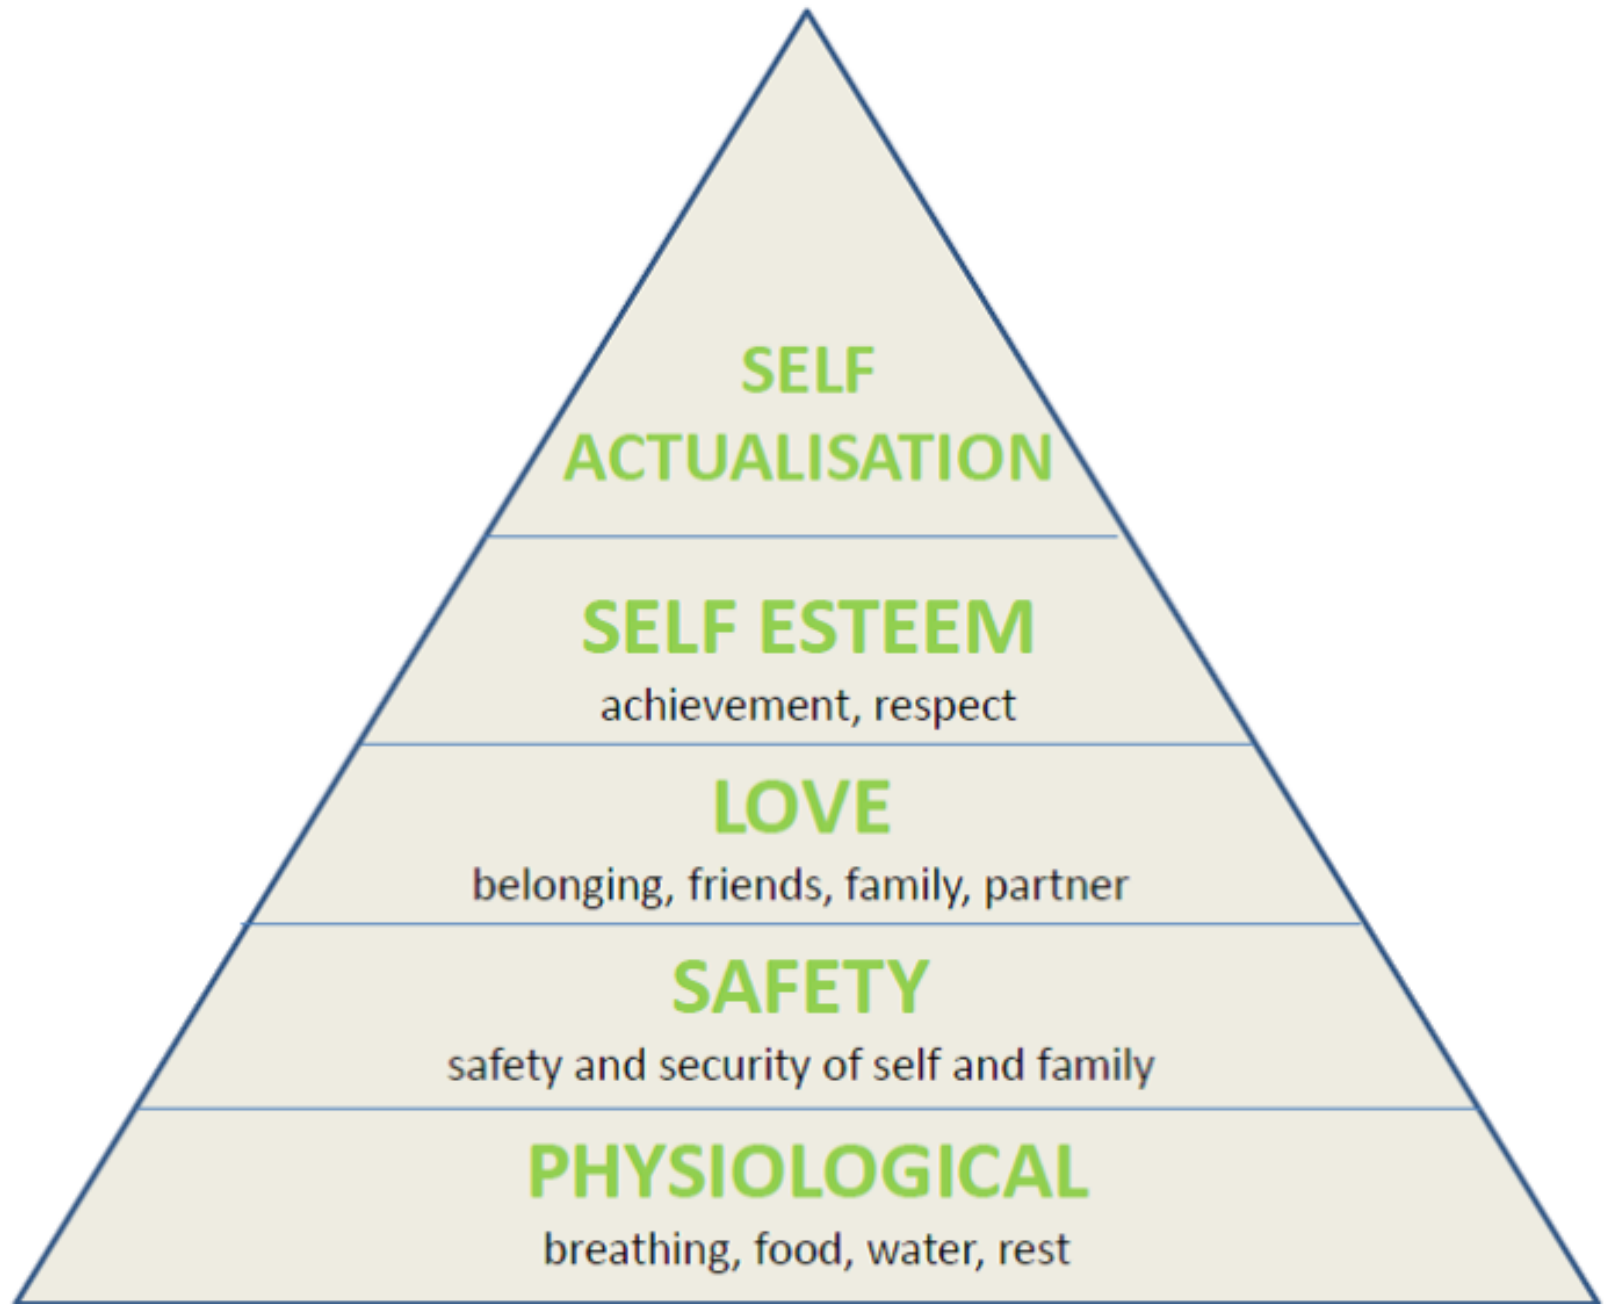 SELF
ACTUALISATION
SELF ESTEEM
achievement, respect
LOVE
belonging, friends, family, partner
SAFETY
safety and security of self and family
PHYSIOLOGICAL
breathing, food, water, rest